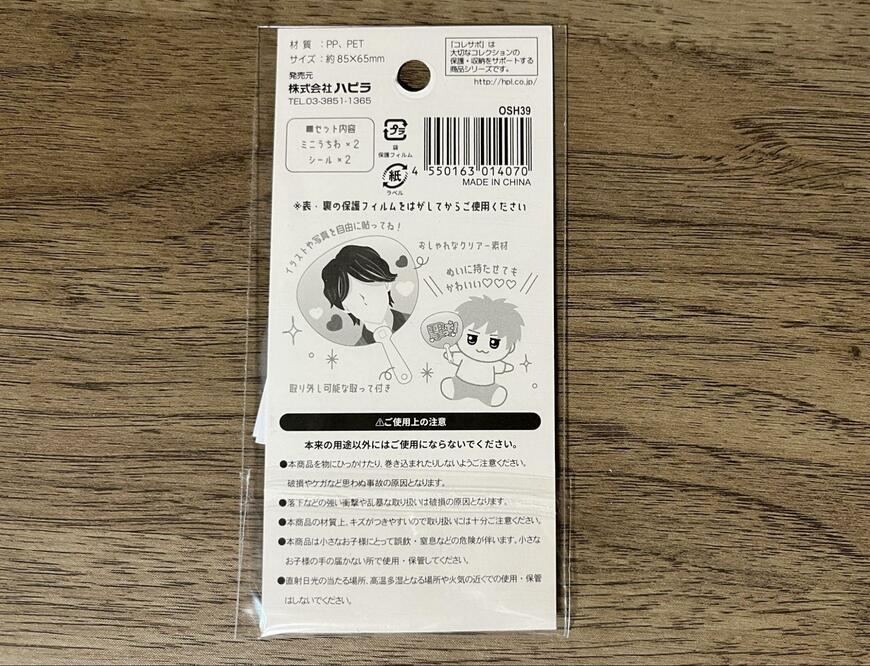 材質：PP、PET
サイズ：約85×65mm
発売元
株式会社ハピラ
TEL.03-3851-1365
「コレサポ」は
大切なコレクションの
保護・収納をサポートする
商品シリーズです。
http://hpl.co.jp/
OSH39
■セット内容
ミニうちわ×2
シール×2
プラ
袋
保護フィルム
紙
ラベル
4 550163 014070
MADE IN CHINA
※表・裏の保護フィルムをはがしてからご使用ください
イラストや写真を自由に貼ってね！
おしゃれなクリアー素材
ぬいに持たせても
かわいい♡♡♡
取り外し可能な取って付き
⚠ご使用上の注意
本来の用途以外にはご使用にならないでください。
●本商品を物にひっかけたり、巻き込まれたりしないようご注意ください。
破損やケガなど思わぬ事故の原因となります。
●落下などの強い衝撃や乱暴な取り扱いは破損の原因となります。
●本商品の材質上、キズがつきやすいので取り扱いには十分ご注意ください。
●本商品は小さなお子様にとって誤飲・窒息などの危険が伴います。小さな
お子様の手の届かない所で使用・保管してください。
●直射日光の当たる場所、高温多湿となる場所や火気の近くでの使用・保管
はしないでください。